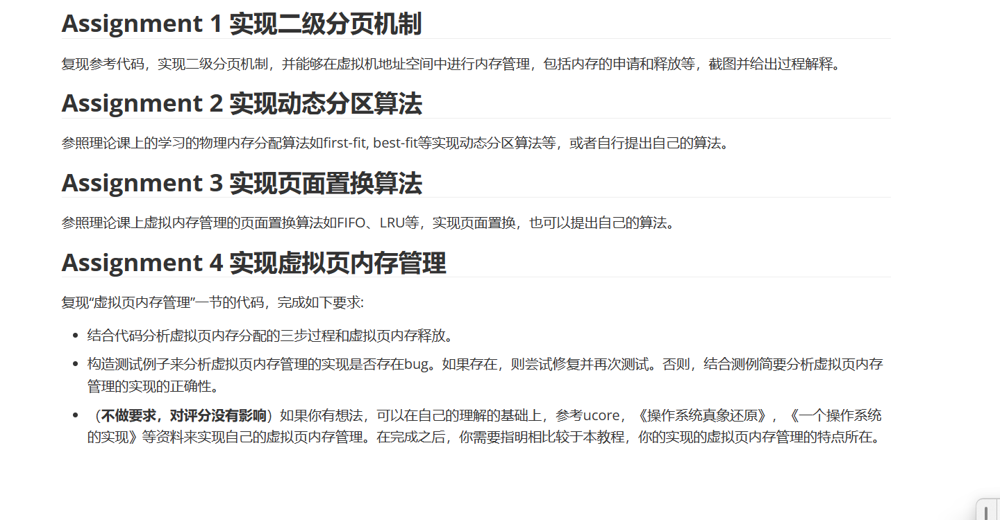 Assignment 1 实现二级分页机制
复现参考代码，实现二级分页机制，并能够在虚拟机地址空间中进行内存管理，包括内存的申请和释放等，截图并给出过程解释。
Assignment 2 实现动态分区算法
参照理论课上的学习的物理内存分配算法如first-fit, best-fit等实现动态分区算法等，或者自行提出自己的算法。
Assignment 3 实现页面置换算法
参照理论课上虚拟内存管理的页面置换算法如FIFO、LRU等，实现页面置换，也可以提出自己的算法。
Assignment 4 实现虚拟页内存管理
复现“虚拟页内存管理”一节的代码，完成如下要求:
• 结合代码分析虚拟页内存分配的三步过程和虚拟页内存释放。
• 构造测试例子来分析虚拟页内存管理的实现是否存在bug。如果存在，则尝试修复并再次测试。否则，结合测例简要分析虚拟页内存
管理的实现的正确性。
• （不做要求，对评分没有影响）如果你有想法，可以在自己的理解的基础上，参考ucore，《操作系统真象还原》，《一个操作系统
的实现》等资料来实现自己的虚拟页内存管理。在完成之后，你需要指明相比较于本教程，你的实现的虚拟页内存管理的特点所在。